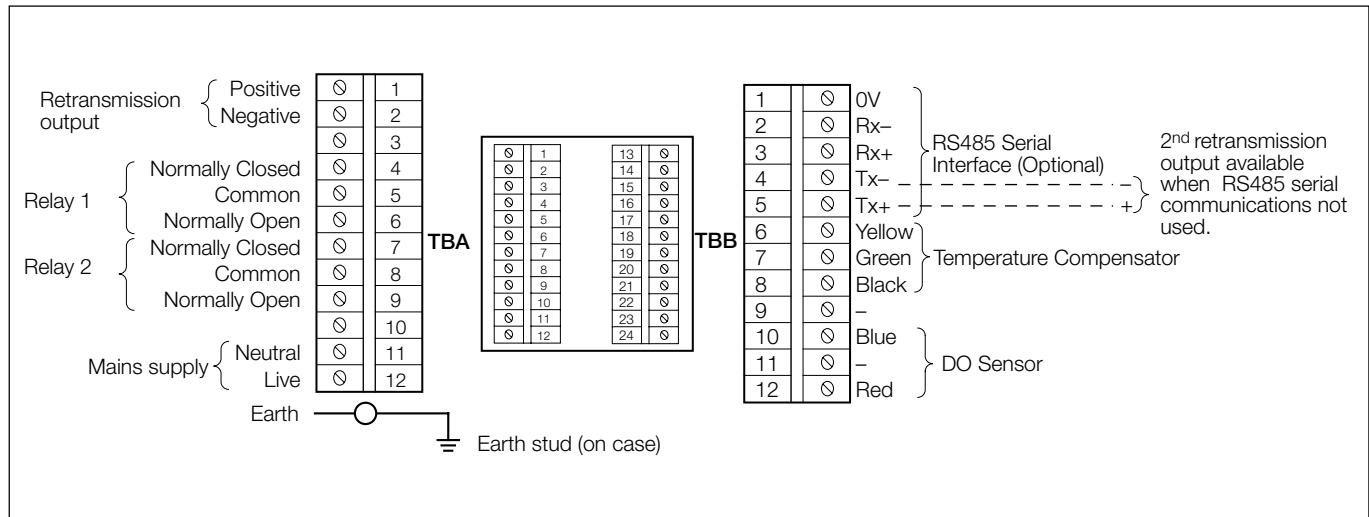 Retransmission
output
Positive 1
Negative 2
3
Relay 1
Normally Closed 4
Common 5
Normally Open 6
Relay 2
Normally Closed 7
Common 8
Normally Open 9
10
Mains supply
Neutral 11
Live 12
Earth
Earth stud (on case)
TBA
1 13
2 14
3 15
4 16
5 17
6 18
7 19
8 20
9 21
10 22
11 23
12 24
TBB
1 0V
2 Rx–
3 Rx+
4 Tx– –
5 Tx+ +
RS485 Serial
Interface (Optional)
2nd retransmission
output available
when RS485 serial
communications not
used.
6 Yellow
7 Green
8 Black
Temperature Compensator
9 –
10 Blue
11 –
12 Red
DO Sensor